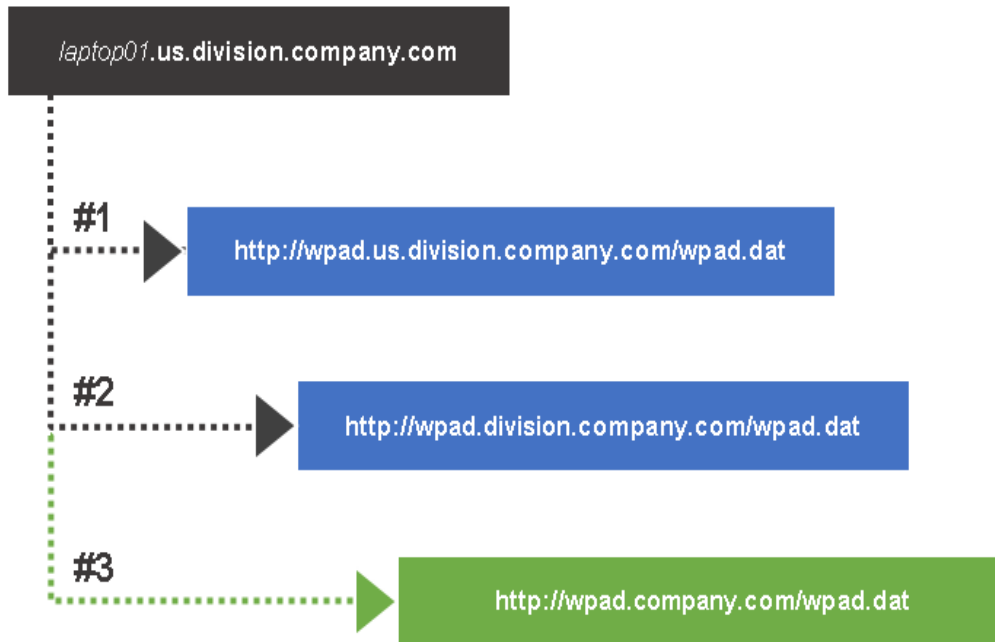 laptop01.us.division.company.com
#1
http://wpad.us.division.company.com/wpad.dat
#2
http://wpad.division.company.com/wpad.dat
#3
http://wpad.company.com/wpad.dat